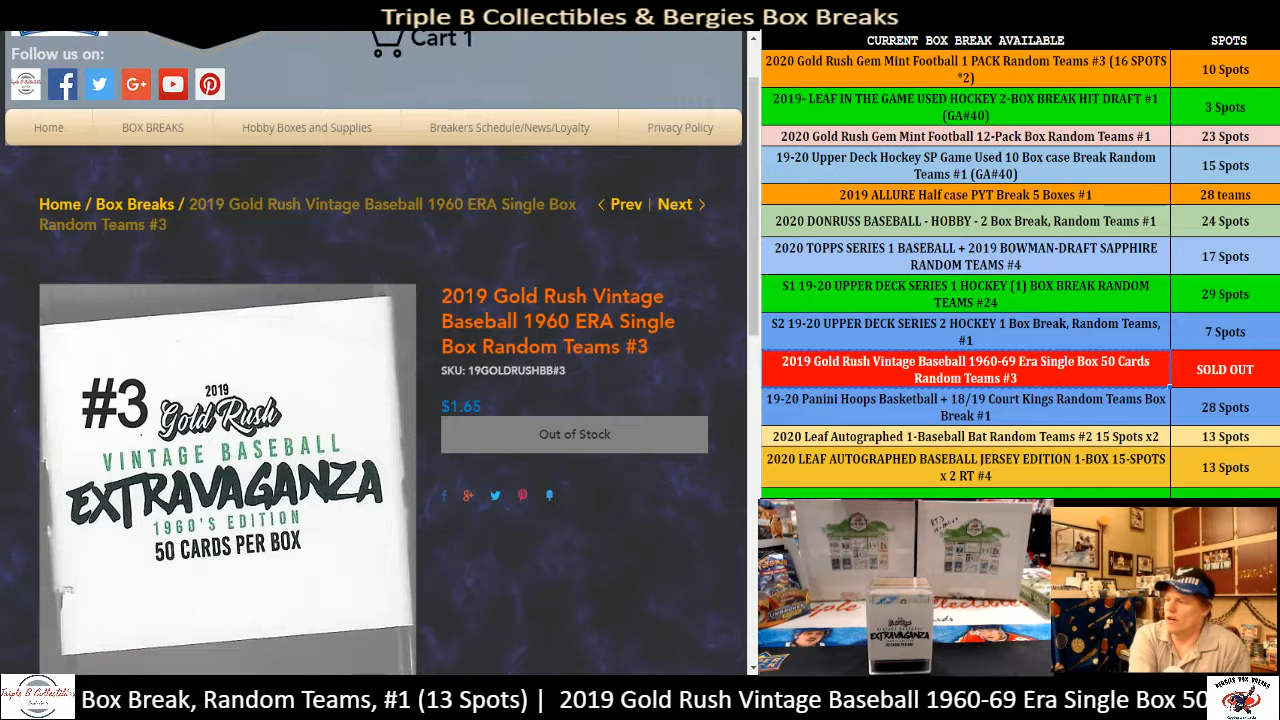 Triple B Collectibles & Bergies Box Breaks
Follow us on:
Cart 1
Home
BOX BREAKS
Hobby Boxes and Supplies
Breakers Schedule/News/Loyalty
Privacy Policy
Home / Box Breaks / 2019 Gold Rush Vintage Baseball 1960 ERA Single Box
Random Teams #3
< Prev | Next >
#3
2019
Gold Rush
VINTAGE BASEBALL
EXTRAVAGANZA
1960'S EDITION
50 CARDS PER BOX
2019 Gold Rush Vintage
Baseball 1960 ERA Single
Box Random Teams #3
SKU: 19GOLDRUSHBB#3
$1.65
Out of Stock
CURRENT BOX BREAK AVAILABLE SPOTS
2020 Gold Rush Gem Mint Football 1 PACK Random Teams #3 (16 SPOTS
*2)
10 Spots
2019- LEAF IN THE GAME USED HOCKEY 2-BOX BREAK HIT DRAFT #1
(GA#40)
3 Spots
2020 Gold Rush Gem Mint Football 12-Pack Box Random Teams #1
23 Spots
19-20 Upper Deck Hockey SP Game Used 10 Box case Break Random
Teams #1 (GA#40)
15 Spots
2019 ALLURE Half case PYT Break 5 Boxes #1
28 teams
2020 DONRUSS BASEBALL - HOBBY - 2 Box Break, Random Teams #1
24 Spots
2020 TOPPS SERIES 1 BASEBALL + 2019 BOWMAN-DRAFT SAPPHIRE
RANDOM TEAMS #4
17 Spots
S1 19-20 UPPER DECK SERIES 1 HOCKEY (1) BOX BREAK RANDOM
TEAMS #24
29 Spots
S2 19-20 UPPER DECK SERIES 2 HOCKEY 1 Box Break, Random Teams,
#1
7 Spots
2019 Gold Rush Vintage Baseball 1960-69 Era Single Box 50 Cards
Random Teams #3
SOLD OUT
19-20 Panini Hoops Basketball + 18/19 Court Kings Random Teams Box
Break #1
28 Spots
2020 Leaf Autographed 1-Baseball Bat Random Teams #2 15 Spots x2
13 Spots
2020 LEAF AUTOGRAPHED BASEBALL JERSEY EDITION 1-BOX 15-SPOTS
x 2 RT #4
13 Spots
Gold Rush
VINTAGE BASEBALL
EXTRAVAGANZA
50 CARDS PER BOX
Triple B Collectibles
Box Break, Random Teams, #1 (13 Spots) | 2019 Gold Rush Vintage Baseball 1960-69 Era Single Box 50
BERGIES BOX BREAKS